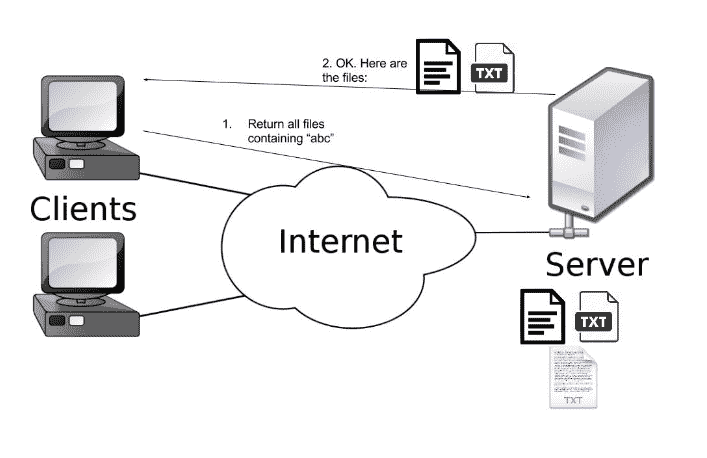 2. OK. Here are
the files:
TXT
1. Return all files
containing “abc”
Clients
Internet
Server
TXT
TXT